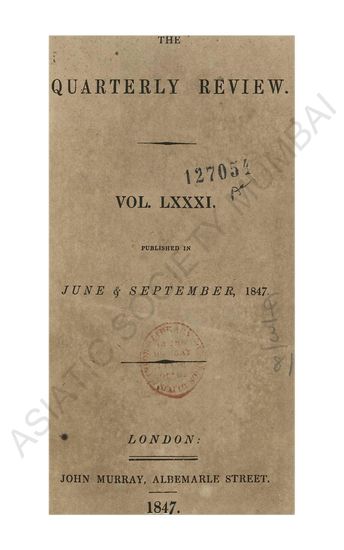 THE
QUARTERLY REVIEW.
127054
VOL. LXXXI.
PUBLISHED IN
JUNE & SEPTEMBER, 1847.
LONDON:
JOHN MURRAY, ALBEMARLE STREET.
1847.
ASIATIC SOCIETY MUMBAI